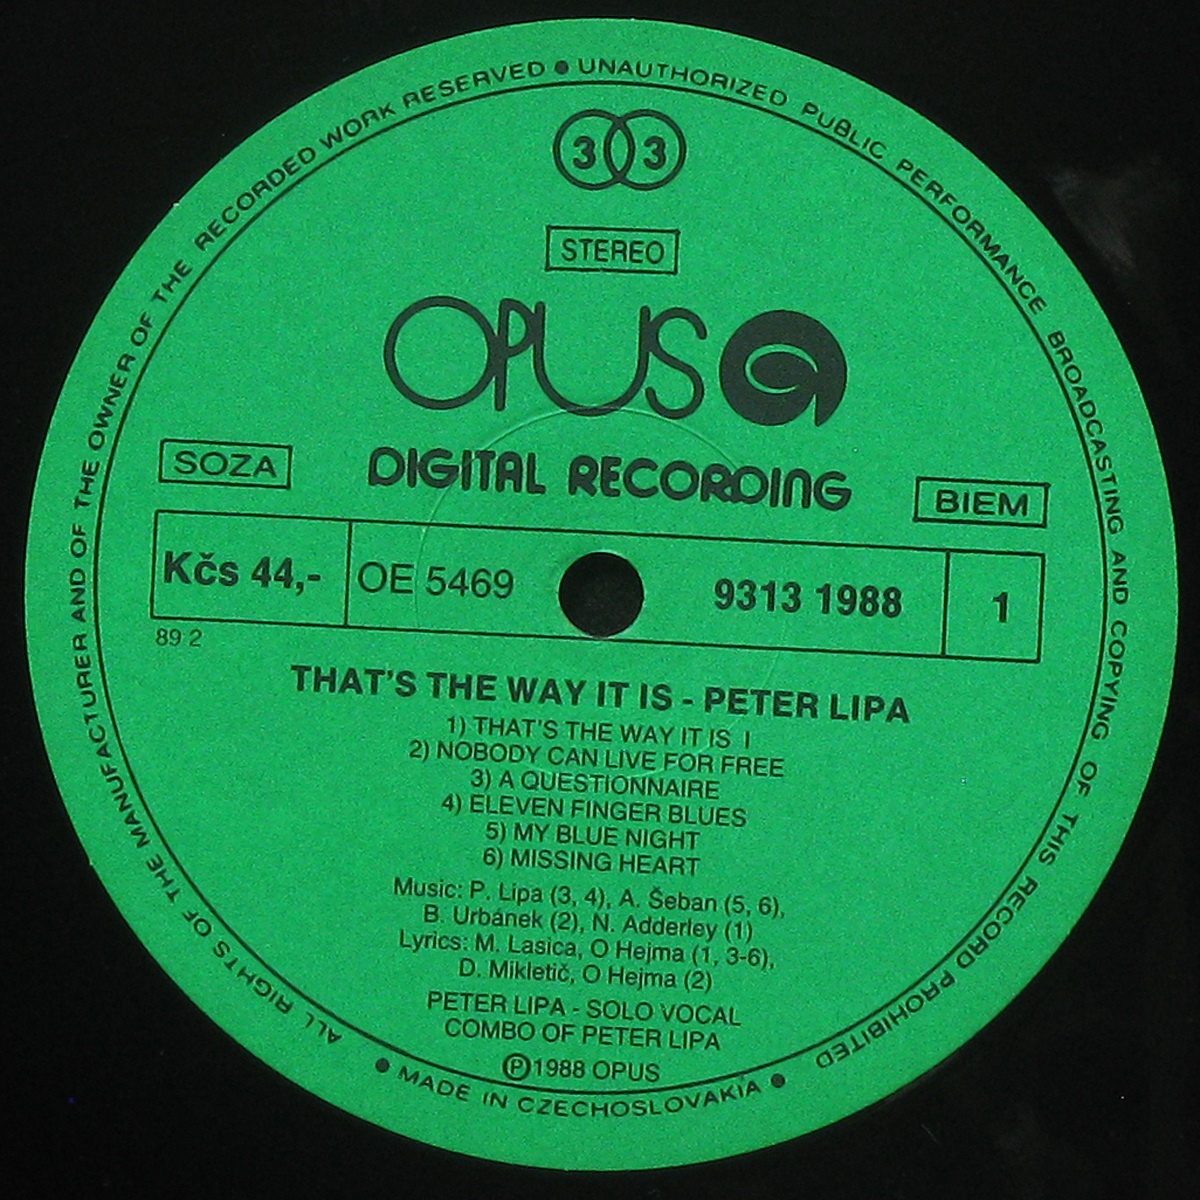 ALL RIGHTS OF THE MANUFACTURER AND OF THE OWNER OF THE RECORDED WORK RESERVED ● UNAUTHORIZED PUBLIC PERFORMANCE BROADCASTING AND COPYING OF THIS RECORD PROHIBITED
33
STEREO
OPUS
SOZA
DIGITAL RECORDING
BIEM
Kčs 44,- OE 5469 9313 1988 1
89 2
THAT'S THE WAY IT IS - PETER LIPA
1) THAT'S THE WAY IT IS I
2) NOBODY CAN LIVE FOR FREE
3) A QUESTIONNAIRE
4) ELEVEN FINGER BLUES
5) MY BLUE NIGHT
6) MISSING HEART
Music: P. Lipa (3, 4), A. Šeban (5, 6),
B. Urbánek (2), N. Adderley (1)
Lyrics: M. Lasica, O Hejma (1, 3-6),
D. Mikletič, O Hejma (2)
PETER LIPA - SOLO VOCAL
COMBO OF PETER LIPA
Ⓟ1988 OPUS
● MADE IN CZECHOSLOVAKIA ●